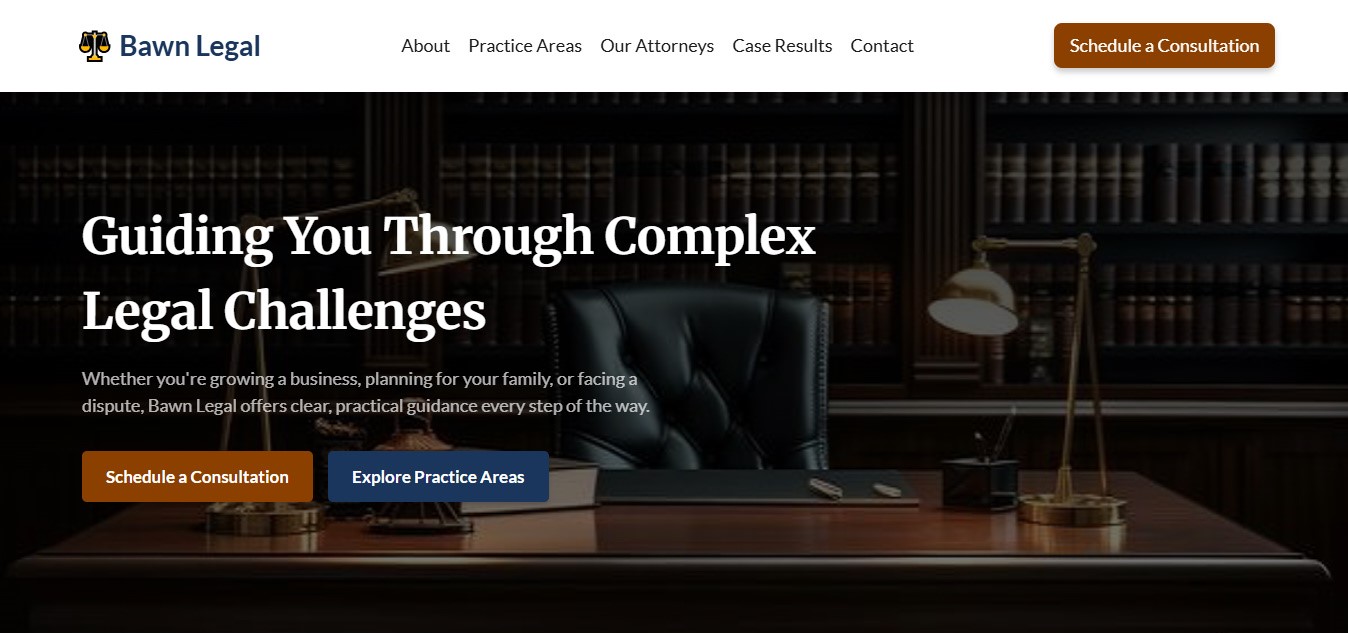 Bawn Legal
About
Practice Areas
Our Attorneys
Case Results
Contact
Schedule a Consultation
Guiding You Through Complex
Legal Challenges
Whether you're growing a business, planning for your family, or facing a
dispute, Bawn Legal offers clear, practical guidance every step of the way.
Schedule a Consultation
Explore Practice Areas